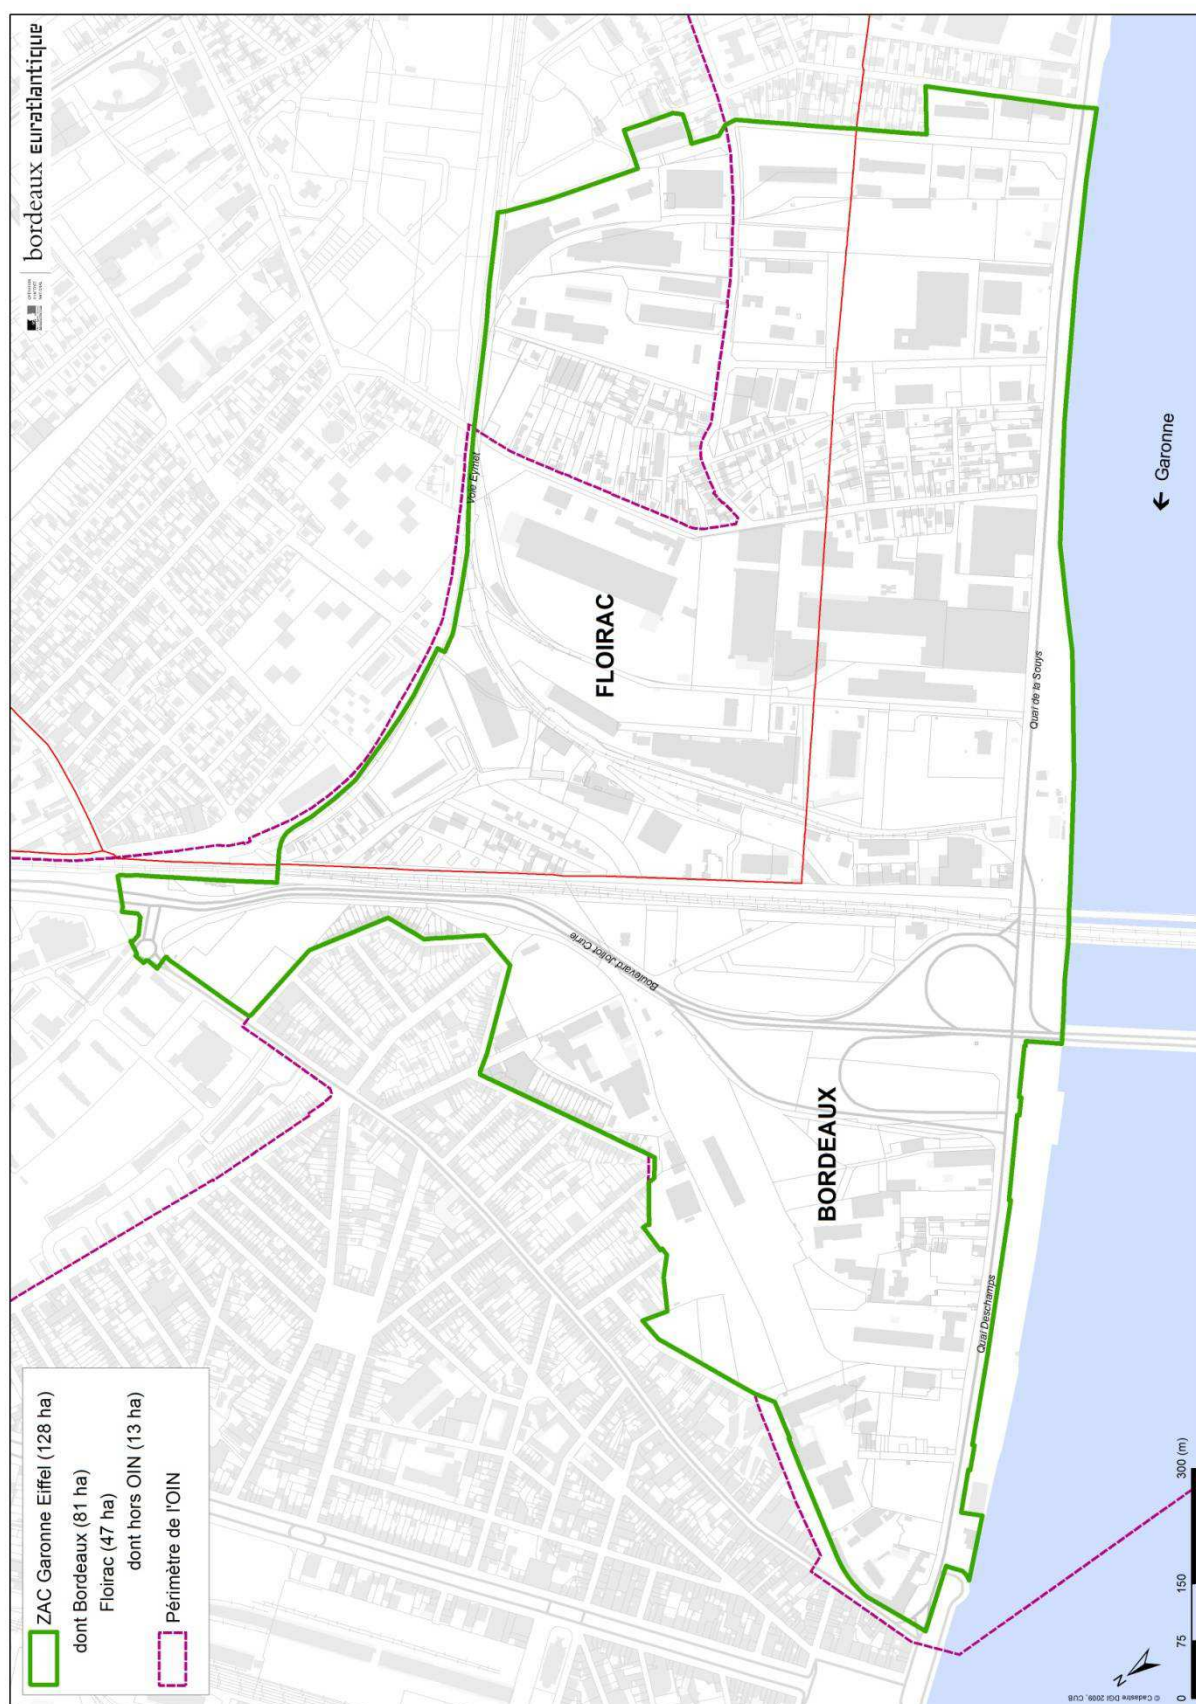 bordeaux euratlantique
ZAC Garonne Eiffel (128 ha)
dont Bordeaux (81 ha)
Floirac (47 ha)
dont hors OIN (13 ha)
Périmètre de l'OIN
Voie Eymet
FLOIRAC
Boulevard Joliot Curie
BORDEAUX
Quai de la Souys
Quai Deschamps
← Garonne
N
0 75 150 300 (m)
© Cadastre DGI 2009, CUB